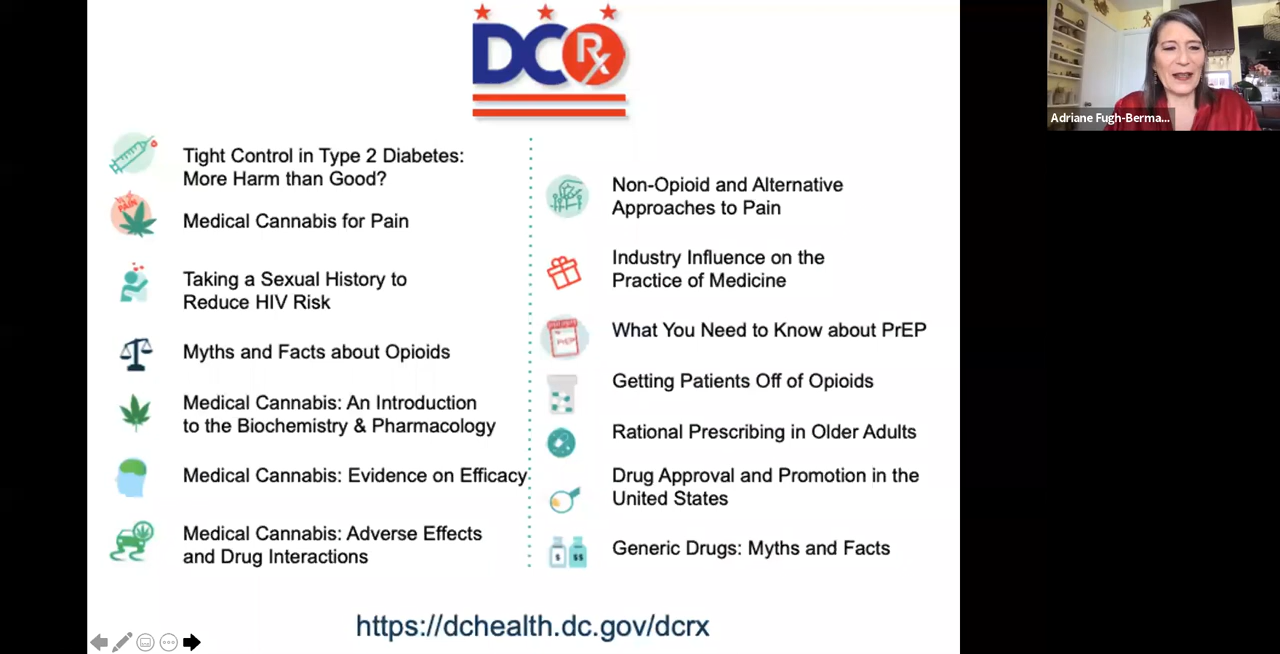 DC Rx
Tight Control in Type 2 Diabetes:
More Harm than Good?
Medical Cannabis for Pain
Taking a Sexual History to
Reduce HIV Risk
Myths and Facts about Opioids
Medical Cannabis: An Introduction
to the Biochemistry & Pharmacology
Medical Cannabis: Evidence on Efficacy
Medical Cannabis: Adverse Effects
and Drug Interactions
PAIN
Non-Opioid and Alternative
Approaches to Pain
Industry Influence on the
Practice of Medicine
What You Need to Know about PrEP
PrEP
Getting Patients Off of Opioids
Rational Prescribing in Older Adults
Drug Approval and Promotion in the
United States
Generic Drugs: Myths and Facts
$ $$
https://dchealth.dc.gov/dcrx
Adriane Fugh-Berma...